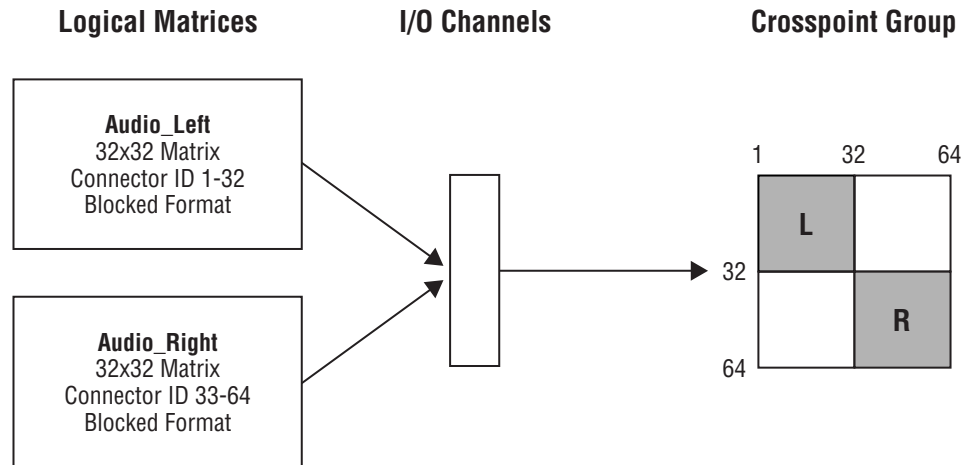 Logical Matrices
I/O Channels
Crosspoint Group
Audio_Left
32x32 Matrix
Connector ID 1-32
Blocked Format
Audio_Right
32x32 Matrix
Connector ID 33-64
Blocked Format
1 32 64
L
32
R
64